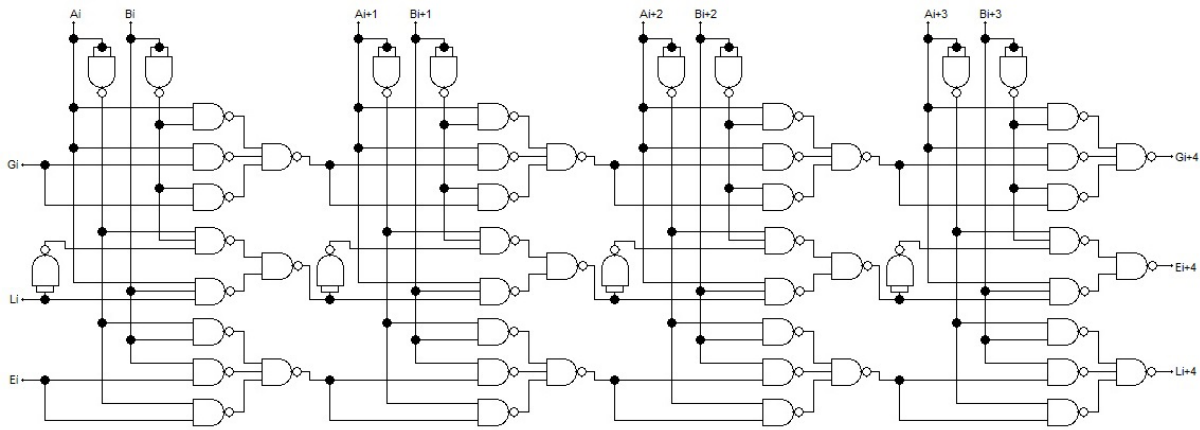 Ai Bi Ai+1 Bi+1 Ai+2 Bi+2 Ai+3 Bi+3
Gi Gi+4
Ei+4
Li
Ei Li+4